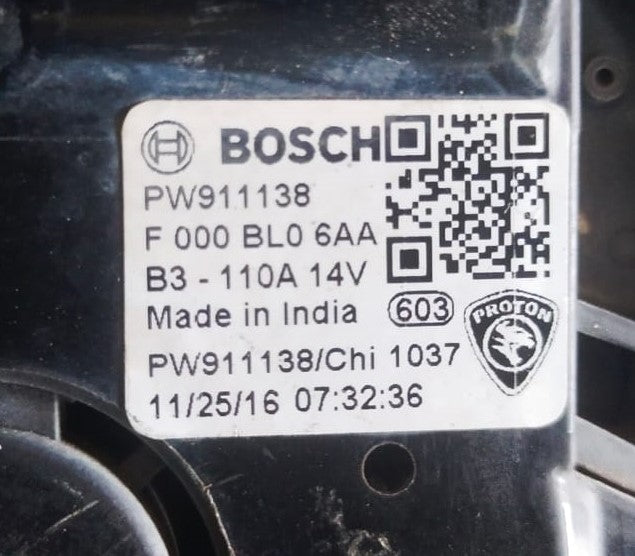 BOSCH
PW911138
F 000 BL0 6AA
B3 - 110A 14V
Made in India 603
PROTON
PW911138/Chi 1037
11/25/16 07:32:36